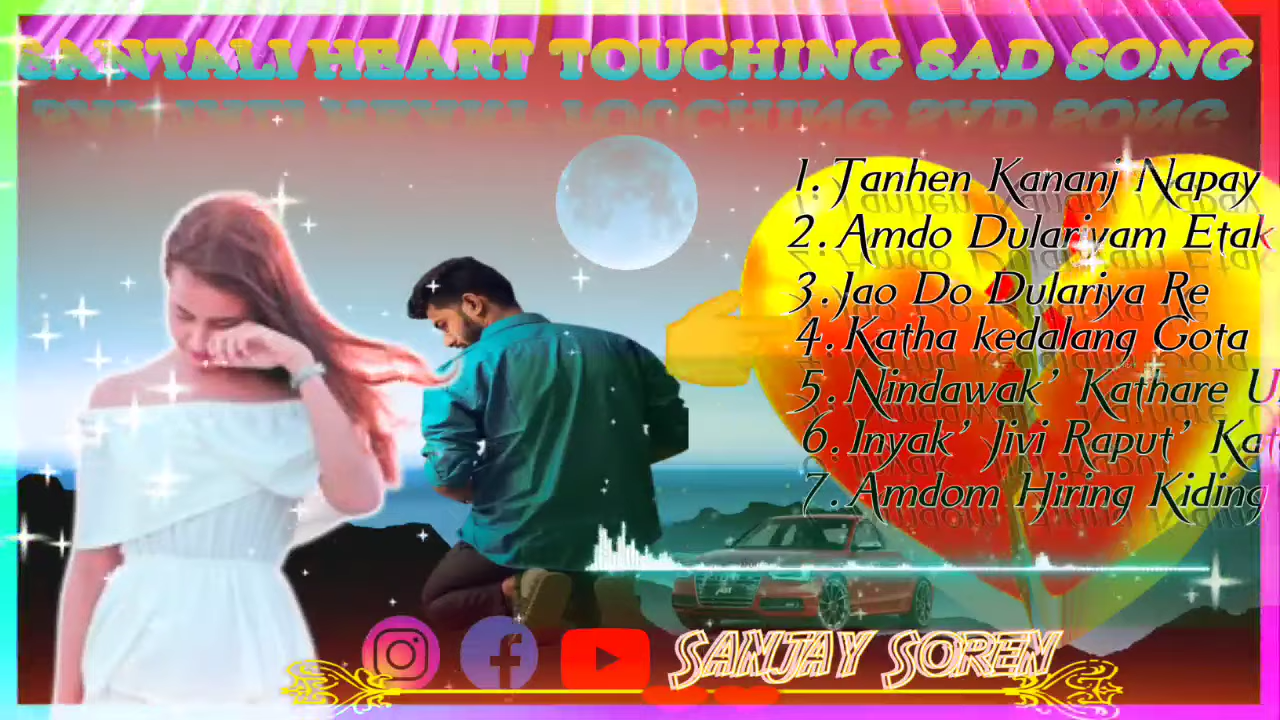 SANTALI HEART TOUCHING SAD SONG
1. Tanhen Kananj Napay
2. Amdo Dulariyam Etak
3. Jao Do Dulariya Re
4. Katha kedalang Gota
5. Nindawak' Kathare
6. Inyak' Jivi Raput'
7. Amdom Hiring Kiding
SANJAY SOREN